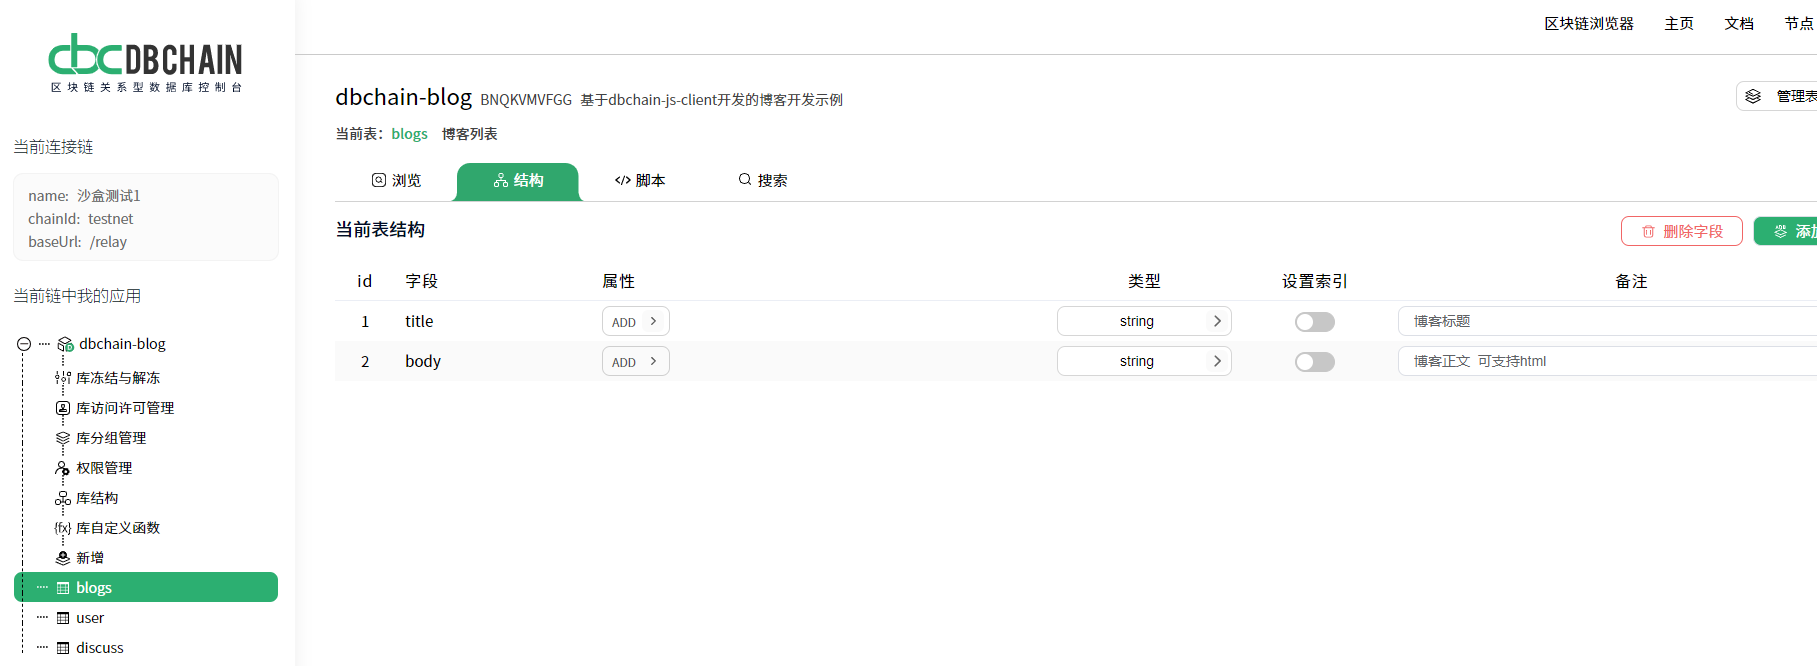 区块链浏览器 主页 文档 节点
dbcDBCHAIN
区块链关系型数据库控制台
当前连接链
name: 沙盒测试1
chainId: testnet
baseUrl: /relay
当前链中我的应用
dbchain-blog
库冻结与解冻
库访问许可管理
库分组管理
权限管理
库结构
{fx} 库自定义函数
新增
blogs
user
discuss
dbchain-blog BNQKVMVFGG 基于dbchain-js-client开发的博客开发示例
管理表
当前表: blogs 博客列表
浏览 结构 </> 脚本 搜索
当前表结构
删除字段 添加
id 字段 属性 类型 设置索引 备注
1 title ADD > string > 博客标题
2 body ADD > string > 博客正文 可支持html